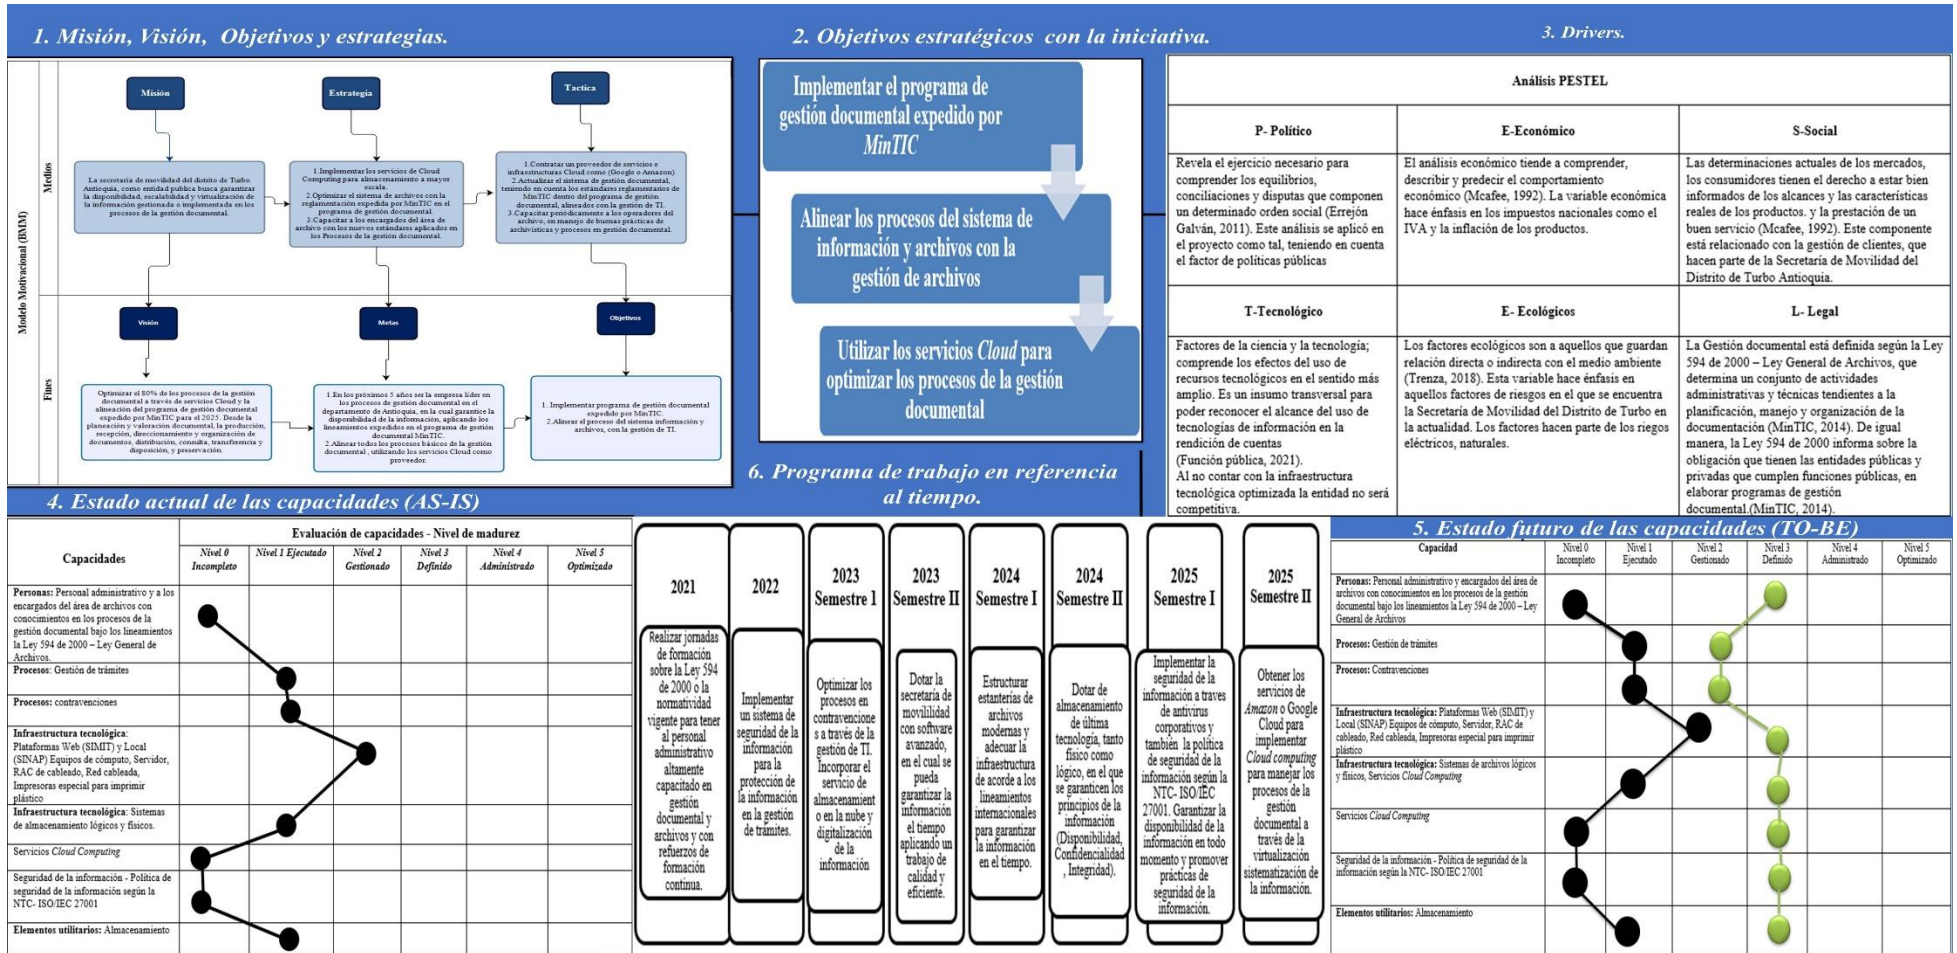 1. Misión, Visión, Objetivos y estrategias.
Modelo Motivacional (BMM)
Medios
Fines
Misión
Estrategia
Tactica
La secretaría de movilidad del distrito de Turbo
Antioquia, como entidad publica busca garantizar
la disponibilidad, escalabilidad y virtualización de
la información gestionada o implementada en los
procesos de la gestión documental.
1.Implementar los servicios de Cloud
Computing para almacenamiento a mayor
escala.
2.Optimizar el sistema de archivos con la
reglamentación expedida por MinTIC en el
programa de gestión documental.
3.Capacitar a los encargados del área de
archivo con los nuevos estándares aplicados en
los Procesos de la gestión documental.
1.Contratar un proveedor de servicios e
infraestructuras Cloud como (Google o Amazon)
2.Actualizar el sistema de gestión documental,
teniendo en cuenta los estándares reglamentarios de
MinTIC dentro del programa de gestión
documental, alineados con la gestión de TI.
3.Capacitar periódicamente a los operadores del
archivo, en manejo de buenas prácticas de
archivísticas y procesos en gestión documental.
Visión
Metas
Objetivos
Optimizar el 80% de los procesos de la gestión
documental a través de servicios Cloud y la
alineación del programa de gestión documental
expedido por MinTIC para el 2025. Desde la
planeación y valoración documental, la producción,
recepción, direccionamiento y organización de
documentos, distribución, consulta, transferencia y
disposición, y preservación.
1.En los próximos 5 años ser la empresa líder en
los procesos de gestión documental en el
departamento de Antioquia, en la cual garantice la
disponibilidad de la información, aplicando los
lineamientos expedidos en el programa de gestión
documental MinTIC.
2.Alinear todos los procesos básicos de la gestión
documental , utilizando los servicios Cloud como
proveedor.
1. Implementar programa de gestión documental
expedido por MinTIC.
2.Alinear el proceso del sistema información y
archivos, con la gestión de TI.
2. Objetivos estratégicos con la iniciativa.
Implementar el programa de
gestión documental expedido por
MinTIC
Alinear los procesos del sistema de
información y archivos con la
gestión de archivos
Utilizar los servicios Cloud para
optimizar los procesos de la gestión
documental
3. Drivers.
Análisis PESTEL
P- Político
E-Económico
S-Social
Revela el ejercicio necesario para
comprender los equilibrios,
conciliaciones y disputas que componen
un determinado orden social (Errejón
Galván, 2011). Este análisis se aplicó en
el proyecto como tal, teniendo en cuenta
el factor de políticas públicas
El análisis económico tiende a comprender,
describir y predecir el comportamiento
económico (Mcafee, 1992). La variable económica
hace énfasis en los impuestos nacionales como el
IVA y la inflación de los productos.
Las determinaciones actuales de los mercados,
los consumidores tienen el derecho a estar bien
informados de los alcances y las características
reales de los productos. y la prestación de un
buen servicio (Mcafee, 1992). Este componente
está relacionado con la gestión de clientes, que
hacen parte de la Secretaría de Movilidad del
Distrito de Turbo Antioquia.
T-Tecnológico
E- Ecológicos
L- Legal
Factores de la ciencia y la tecnología;
comprende los efectos del uso de
recursos tecnológicos en el sentido más
amplio. Es un insumo transversal para
poder reconocer el alcance del uso de
tecnologías de información en la
rendición de cuentas
(Función pública, 2021).
Al no contar con la infraestructura
tecnológica optimizada la entidad no será
competitiva.
Los factores ecológicos son a aquellos que guardan
relación directa o indirecta con el medio ambiente
(Trenza, 2018). Esta variable hace énfasis en
aquellos factores de riesgos en el que se encuentra
la Secretaría de Movilidad del Distrito de Turbo en
la actualidad. Los factores hacen parte de los riegos
eléctricos, naturales.
La Gestión documental está definida según la Ley
594 de 2000 – Ley General de Archivos, que
determina un conjunto de actividades
administrativas y técnicas tendientes a la
planificación, manejo y organización de la
documentación (MinTIC, 2014). De igual
manera, la Ley 594 de 2000 informa sobre la
obligación que tienen las entidades públicas y
privadas que cumplen funciones públicas, en
elaborar programas de gestión
documental.(MinTIC, 2014).
4. Estado actual de las capacidades (AS-IS)
Capacidades
Evaluación de capacidades - Nivel de madurez
Nivel 0
Incompleto
Nivel 1 Ejecutado
Nivel 2
Gestionado
Nivel 3
Definido
Nivel 4
Administrado
Nivel 5
Optimizado
Personas: Personal administrativo y a los
encargados del área de archivos con
conocimientos en los procesos de la
gestión documental bajo los lineamientos
la Ley 594 de 2000 – Ley General de
Archivos.
Procesos: Gestión de trámites
Procesos: contravenciones
Infraestructura tecnológica:
Plataformas Web (SIMIT) y Local
(SINAP) Equipos de cómputo, Servidor,
RAC de cableado, Red cableada,
Impresoras especial para imprimir
plástico
Infraestructura tecnológica: Sistemas
de almacenamiento lógicos y físicos.
Servicios Cloud Computing
Seguridad de la información - Política de
seguridad de la información según la
NTC- ISO/IEC 27001
Elementos utilitarios: Almacenamiento
6. Programa de trabajo en referencia
al tiempo.
2021
Realizar jornadas
de formación
sobre la Ley 594
de 2000 o la
normatividad
vigente para tener
al personal
administrativo
altamente
capacitado en
gestión
documental y
archivos y con
refuerzos de
formación
continua.
2022
Implementar
un sistema de
seguridad de la
información
para la
protección de
la información
en la gestión
de trámites.
2023
Semestre 1
Optimizar los
procesos en
contravencione
s a través de la
gestión de TI.
Incorporar el
servicio de
almacenamient
o en la nube y
digitalización
de la
información
2023
Semestre II
Dotar la
secretaría de
movililidad
con software
avanzado,
en el cual se
pueda
garantizar la
información
el tiempo
aplicando un
trabajo de
calidad y
eficiente.
2024
Semestre I
Estructurar
estanterías de
archivos
modernas y
adecuar la
infraestructura
de acorde a los
lineamientos
internacionales
para garantizar
la información
en el tiempo.
2024
Semestre II
Dotar de
almacenamiento
de última
tecnología, tanto
físico como
lógico, en el que
se garanticen los
principios de la
información
(Disponibilidad,
Confidencialidad
, Integridad).
2025
Semestre I
Implementar la
seguridad de la
información a traves
de antivirus
corporativos y
también la política
de seguridad de la
información según la
NTC- ISO/IEC
27001. Garantizar la
disponibilidad de la
información en todo
momento y promover
prácticas de
seguridad de la
información.
2025
Semestre II
Obtener los
servicios de
Amazon o Google
Cloud para
implementar
Cloud computing
para manejar los
procesos de la
gestión
documental a
través de la
virtualización
sistematización de
la información.
5. Estado futuro de las capacidades (TO-BE)
Capacidad
Nivel 0
Incompleto
Nivel 1
Ejecutado
Nivel 2
Gestionado
Nivel 3
Definido
Nivel 4
Administrado
Nivel 5
Optimizado
Personas: Personal administrativo y encargados del área de
archivos con conocimientos en los procesos de la gestión
documental bajo los lineamientos la Ley 594 de 2000 – Ley
General de Archivos
Procesos: Gestión de trámites
Procesos: Contravenciones
Infraestructura tecnológica: Plataformas Web (SIMIT) y
Local (SINAP) Equipos de cómputo, Servidor, RAC de
cableado, Red cableada, Impresoras especial para imprimir
plástico
Infraestructura tecnológica: Sistemas de archivos lógicos
y físicos, Servicios Cloud Computing
Servicios Cloud Computing
Seguridad de la información - Política de seguridad de la
información según la NTC- ISO/IEC 27001
Elementos utilitarios: Almacenamiento